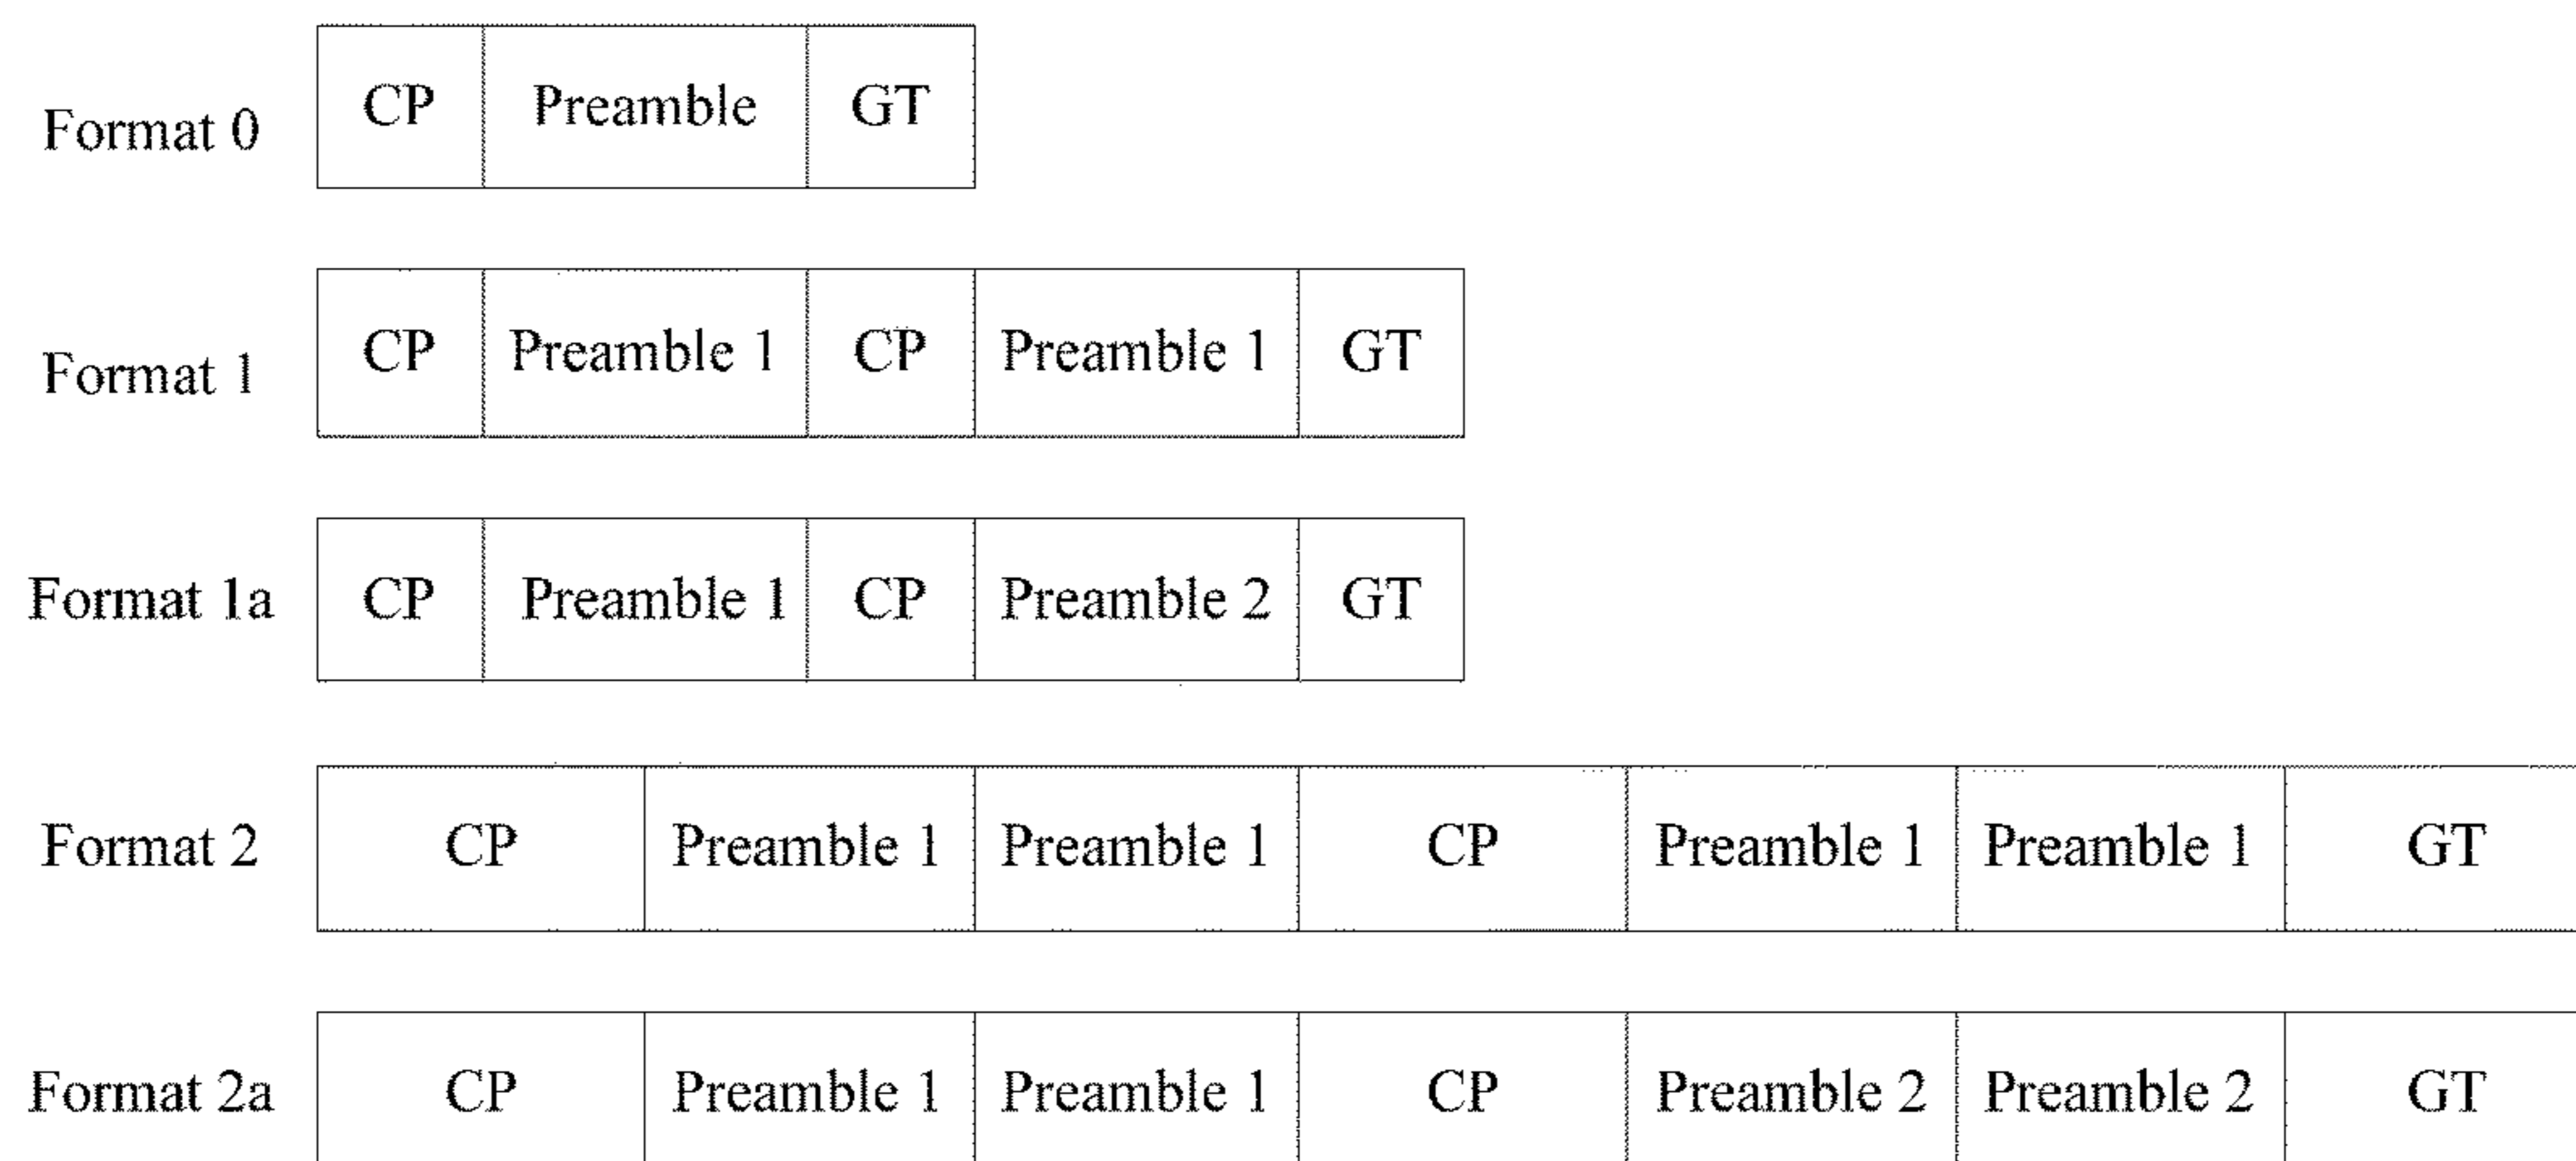 Format 0 CP Preamble GT
Format 1 CP Preamble 1 CP Preamble 1 GT
Format 1a CP Preamble 1 CP Preamble 2 GT
Format 2 CP Preamble 1 Preamble 1 CP Preamble 1 Preamble 1 GT
Format 2a CP Preamble 1 Preamble 1 CP Preamble 2 Preamble 2 GT